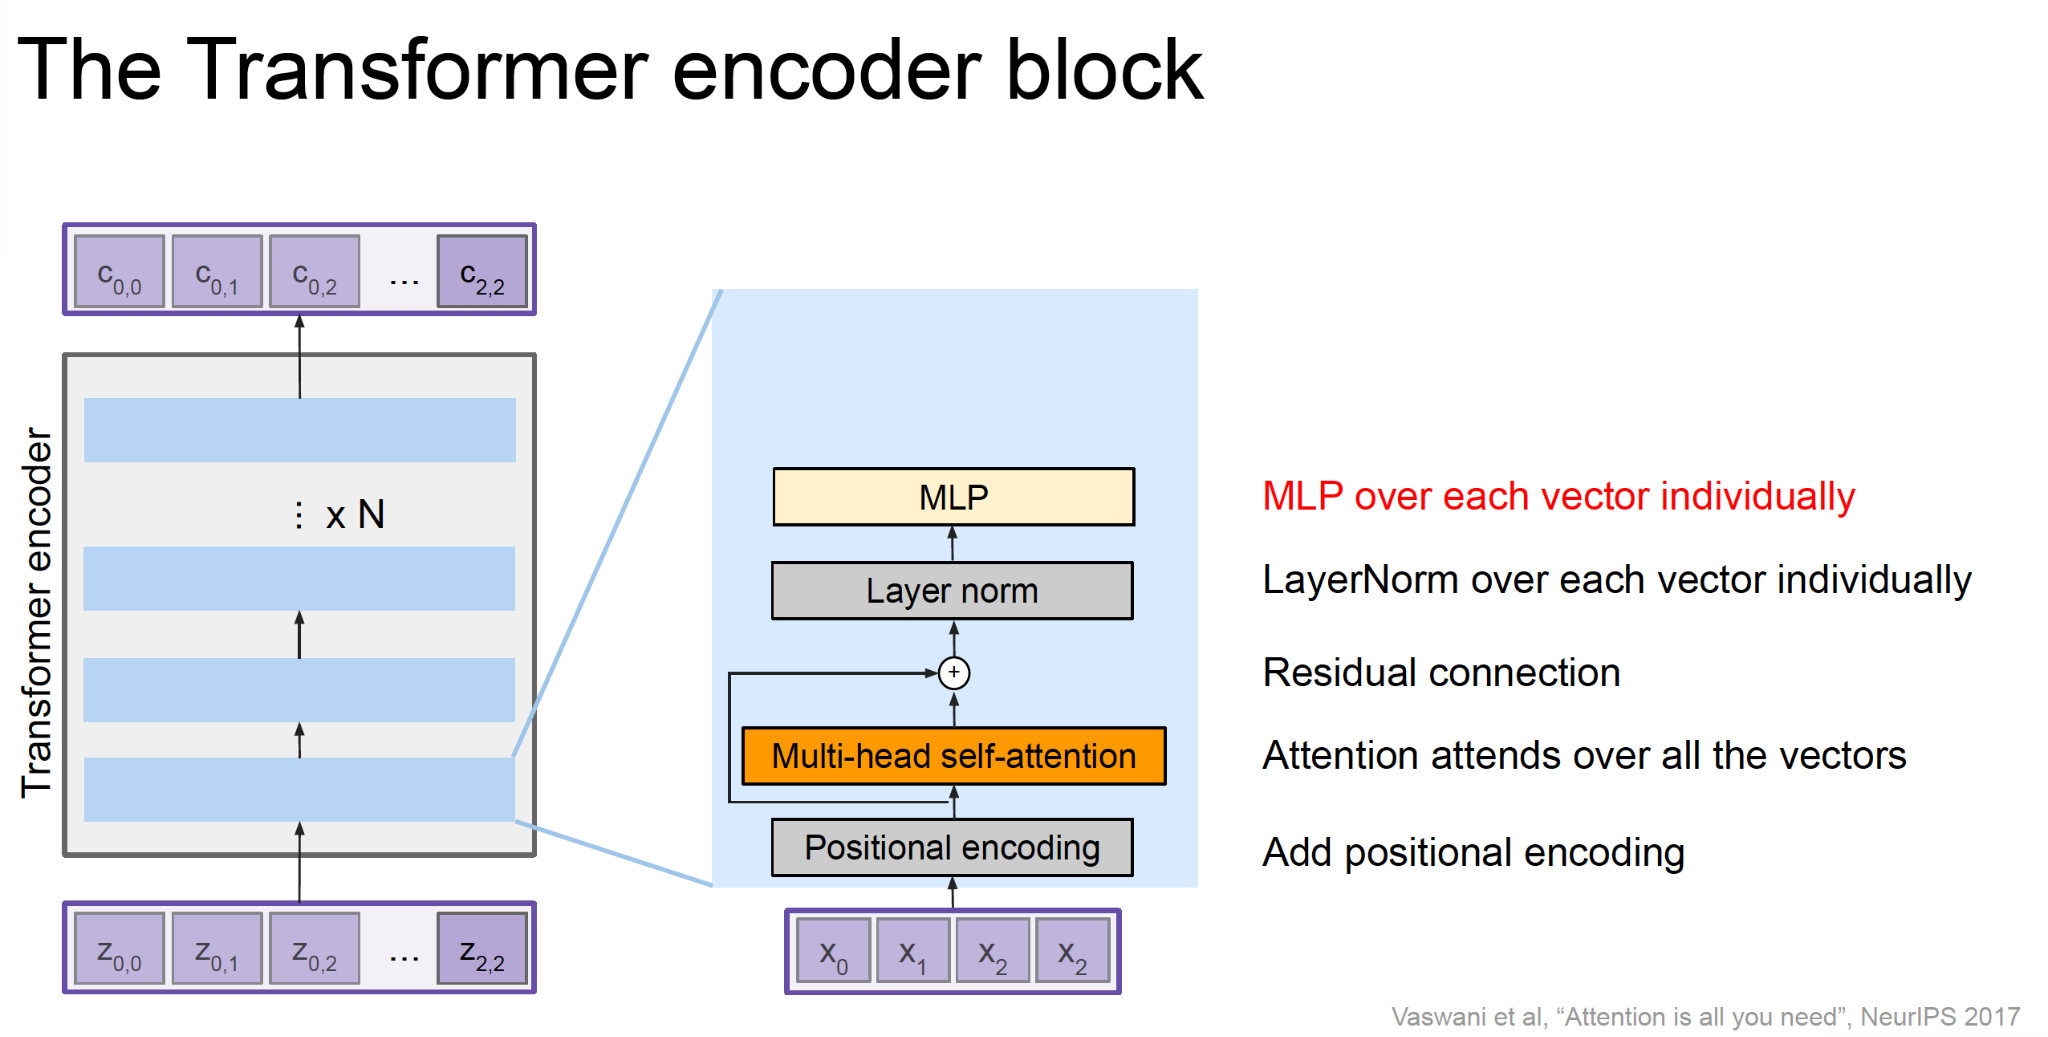 The Transformer encoder block
c0,0 c0,1 c0,2 ... c2,2
Transformer encoder
⋮ x N
z0,0 z0,1 z0,2 ... z2,2
MLP
Layer norm
+
Multi-head self-attention
Positional encoding
x0 x1 x2 x2
MLP over each vector individually
LayerNorm over each vector individually
Residual connection
Attention attends over all the vectors
Add positional encoding
Vaswani et al, “Attention is all you need”, NeurIPS 2017